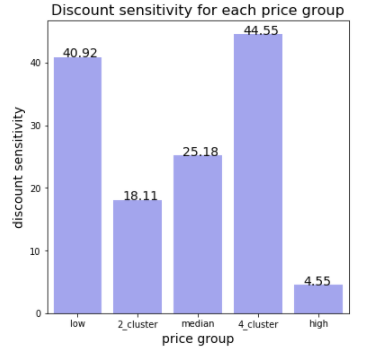 Discount sensitivity for each price group
44.55
40.92
40
30
25.18
discount sensitivity
20
18.11
10
4.55
0
low 2_cluster median 4_cluster high
price group